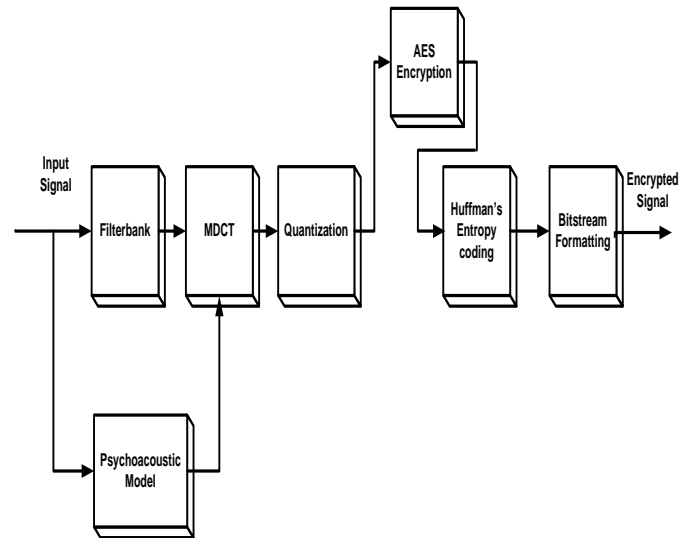 AES
Encryption
Input
Signal
Filterbank
MDCT
Quantization
Huffman's
Entropy
coding
Bitstream
Formatting
Encrypted
Signal
Psychoacoustic
Model